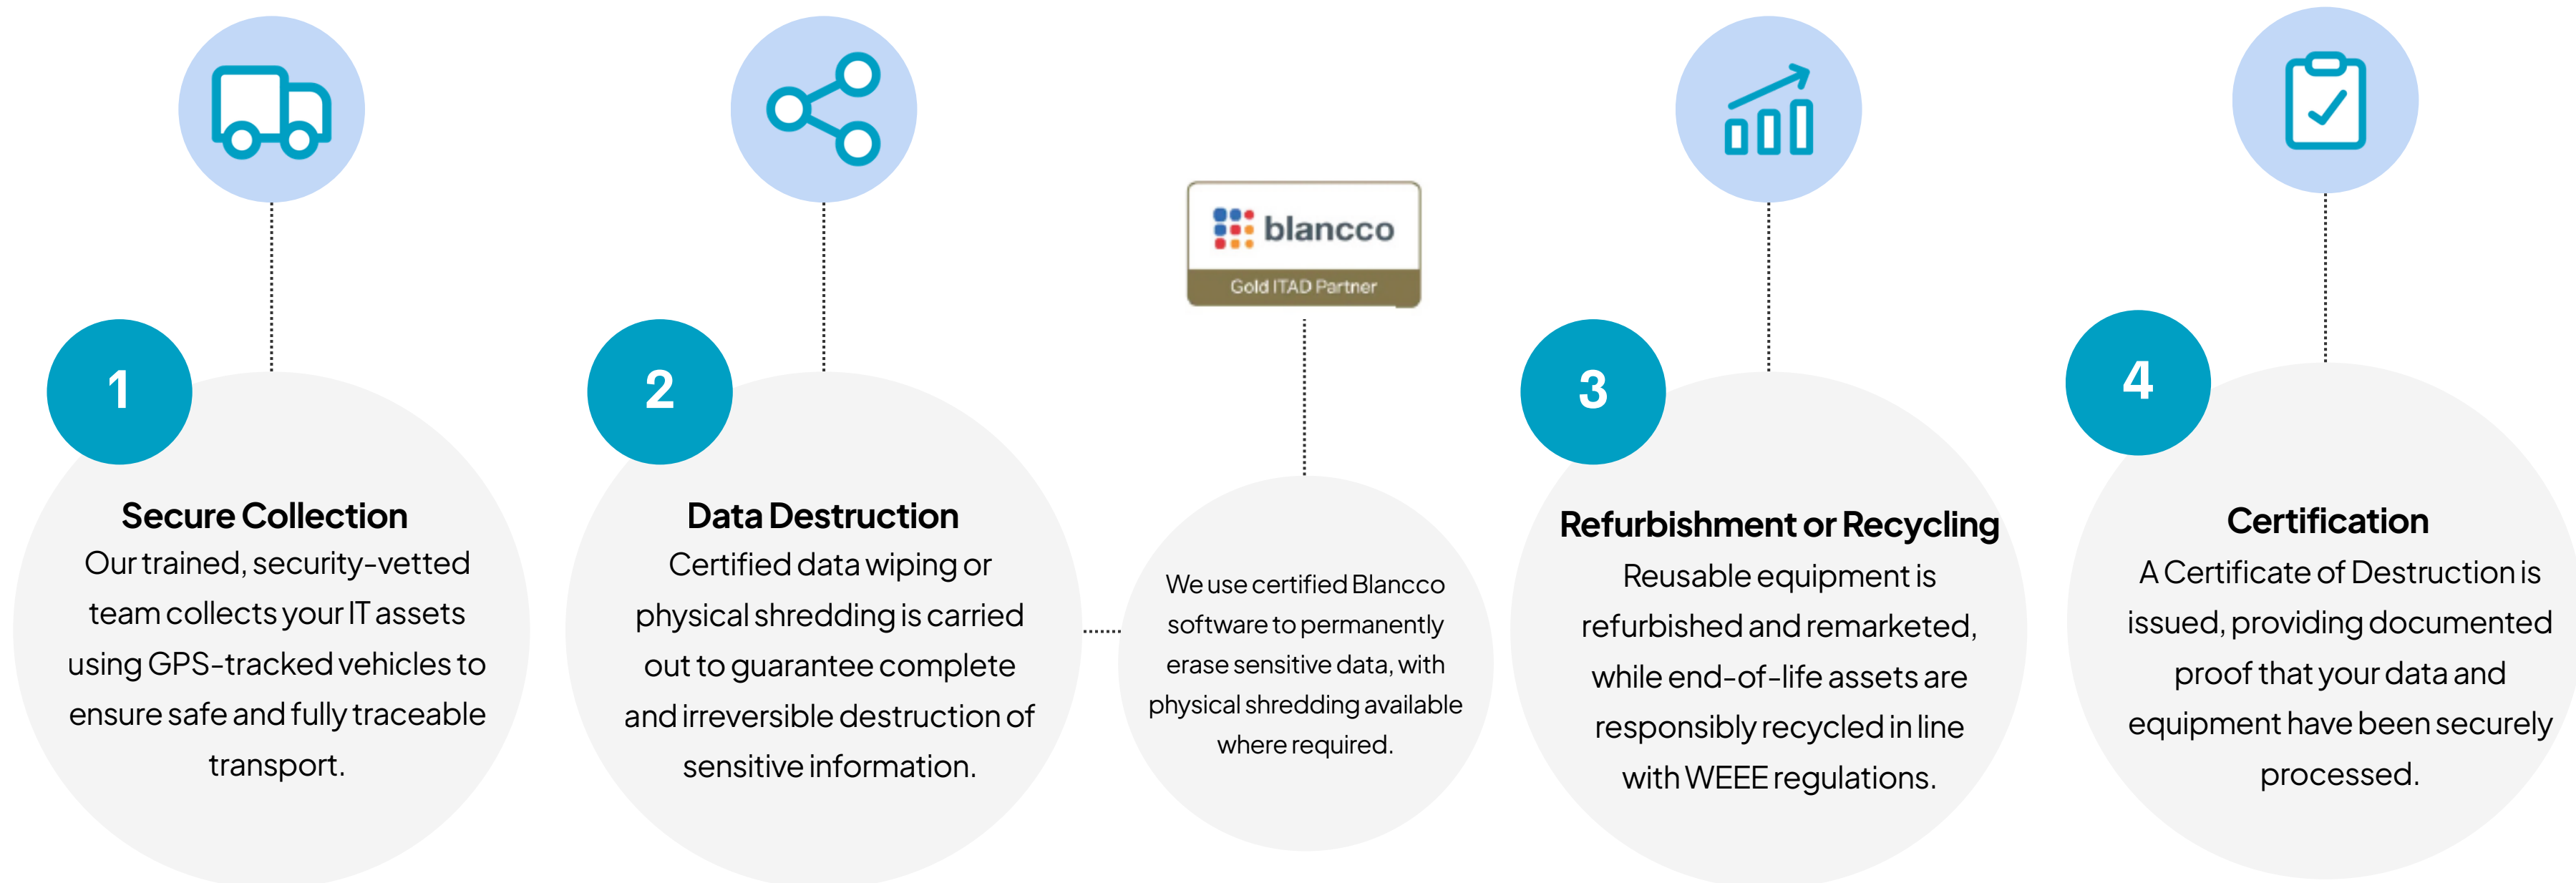 1
Secure Collection
Our trained, security-vetted
team collects your IT assets
using GPS-tracked vehicles to
ensure safe and fully traceable
transport.
2
Data Destruction
Certified data wiping or
physical shredding is carried
out to guarantee complete
and irreversible destruction of
sensitive information.
blancco
Gold ITAD Partner
We use certified Blancco
software to permanently
erase sensitive data, with
physical shredding available
where required.
3
Refurbishment or Recycling
Reusable equipment is
refurbished and remarketed,
while end-of-life assets are
responsibly recycled in line
with WEEE regulations.
4
Certification
A Certificate of Destruction is
issued, providing documented
proof that your data and
equipment have been securely
processed.